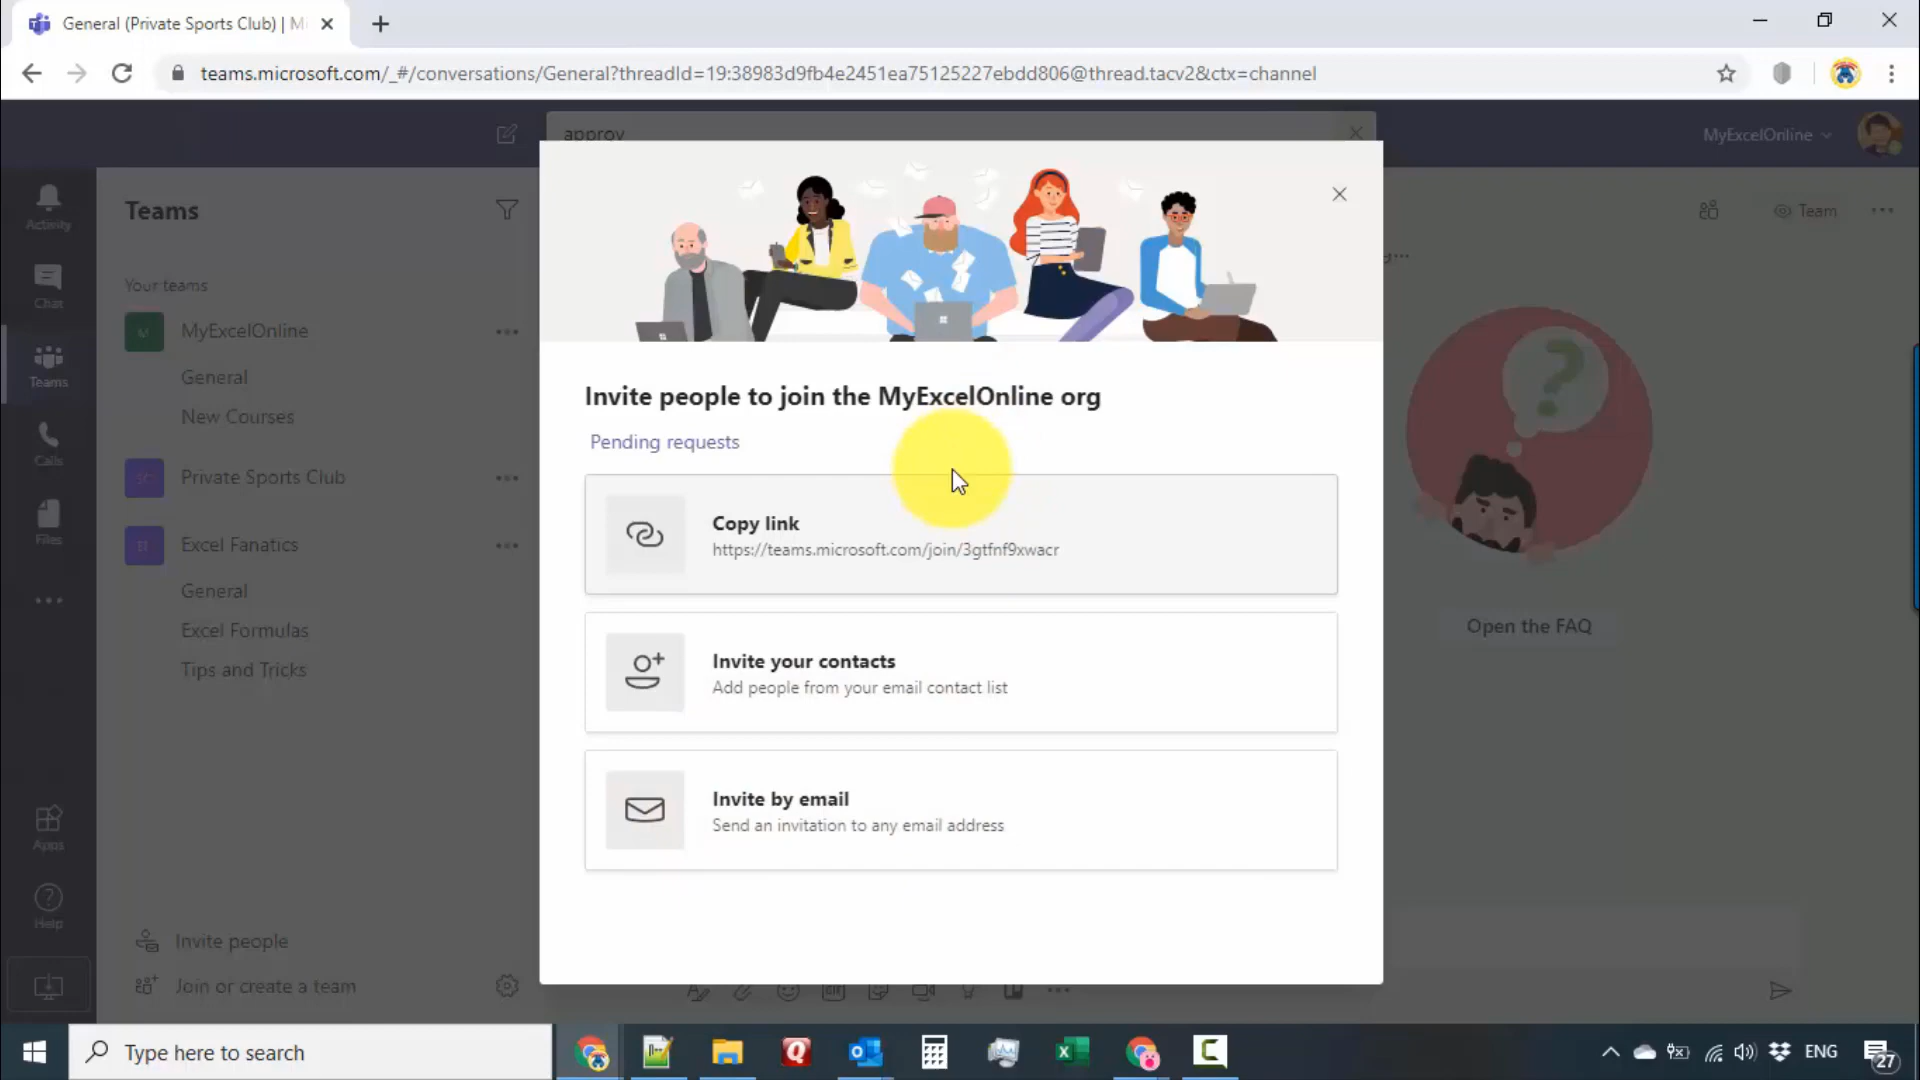 General (Private Sports Club) | M
teams.microsoft.com/_#/conversations/General?threadId=19:38983d9fb4e2451ea75125227ebdd806@thread.tacv2&ctx=channel
approv
MyExcelOnline
Activity
Chat
Teams
Calls
Files
Apps
Help
Teams
Your teams
M
MyExcelOnline
General
New Courses
Private Sports Club
Excel Fanatics
General
Excel Formulas
Tips and Tricks
Invite people
Join or create a team
Team
Invite people to join the MyExcelOnline org
Pending requests
Copy link
https://teams.microsoft.com/join/3gtfnf9xwacr
Invite your contacts
Add people from your email contact list
Invite by email
Send an invitation to any email address
?
Open the FAQ
GIF
Type here to search
ENG
27